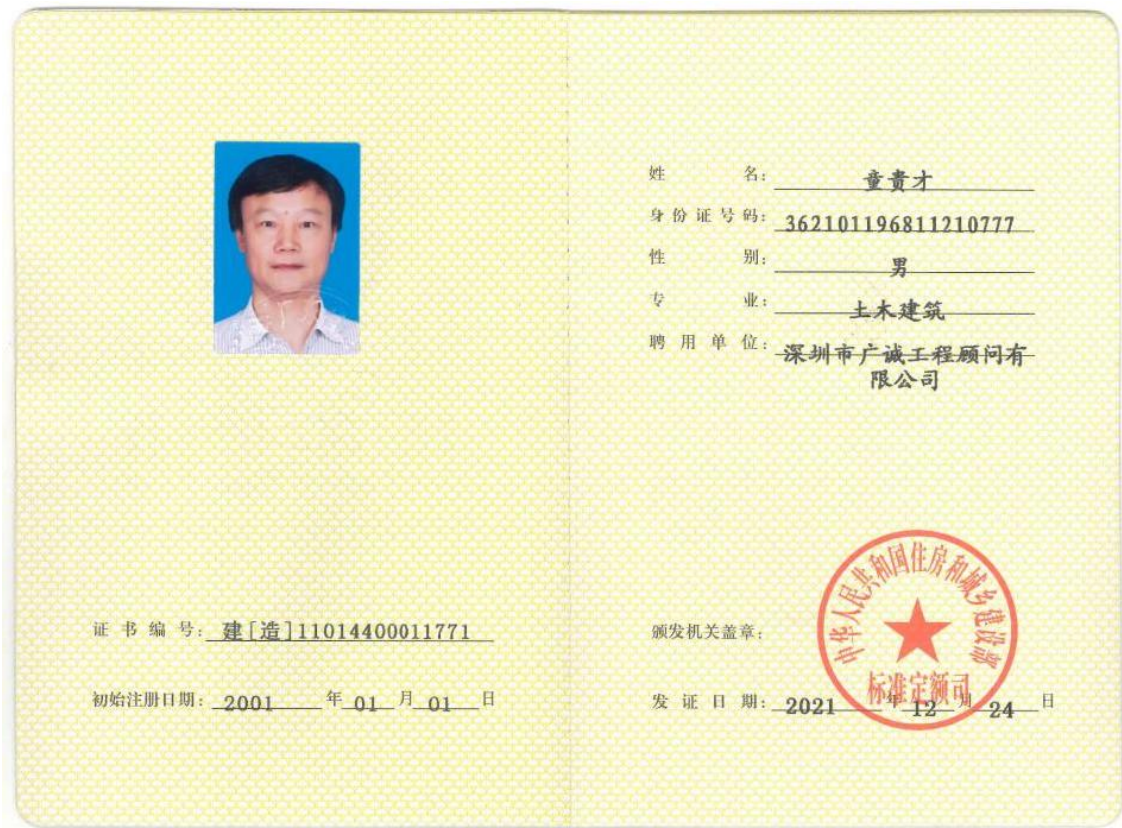 姓 名: 童贵才
身份证号码: 362101196811210777
性 别: 男
专 业: 土木建筑
聘用单位: 深圳市广诚工程顾问有
限公司
证书编号: 建[造]11014400011771
初始注册日期: 2001 年 01 月 01 日
颁发机关盖章:
中华人民共和国住房和城乡建设部
标准定额司
发证日期: 2021 年 12 月 24 日